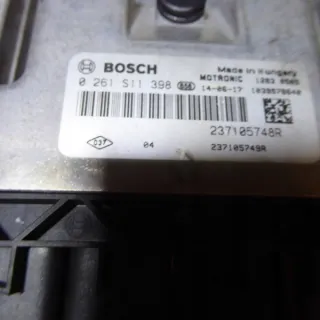 BOSCH Made in Hungary
MOTRONIC
0 261 S11 398 14-06-17
237105748R
04 237105749R